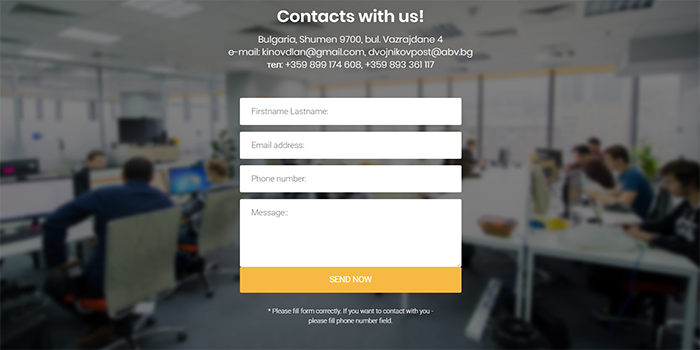 Contacts with us!
Bulgaria, Shumen 9700, bul. Vazrajdane 4
e-mail: kinovdlan@gmail.com, dvojnikovpost@abv.bg
тел: +359 899 174 608, +359 893 361 117
Firstname Lastname:
Email address:
Phone number:
Message::
SEND NOW
* Please fill form correctly. If you want to contact with you -
please fill phone number field.